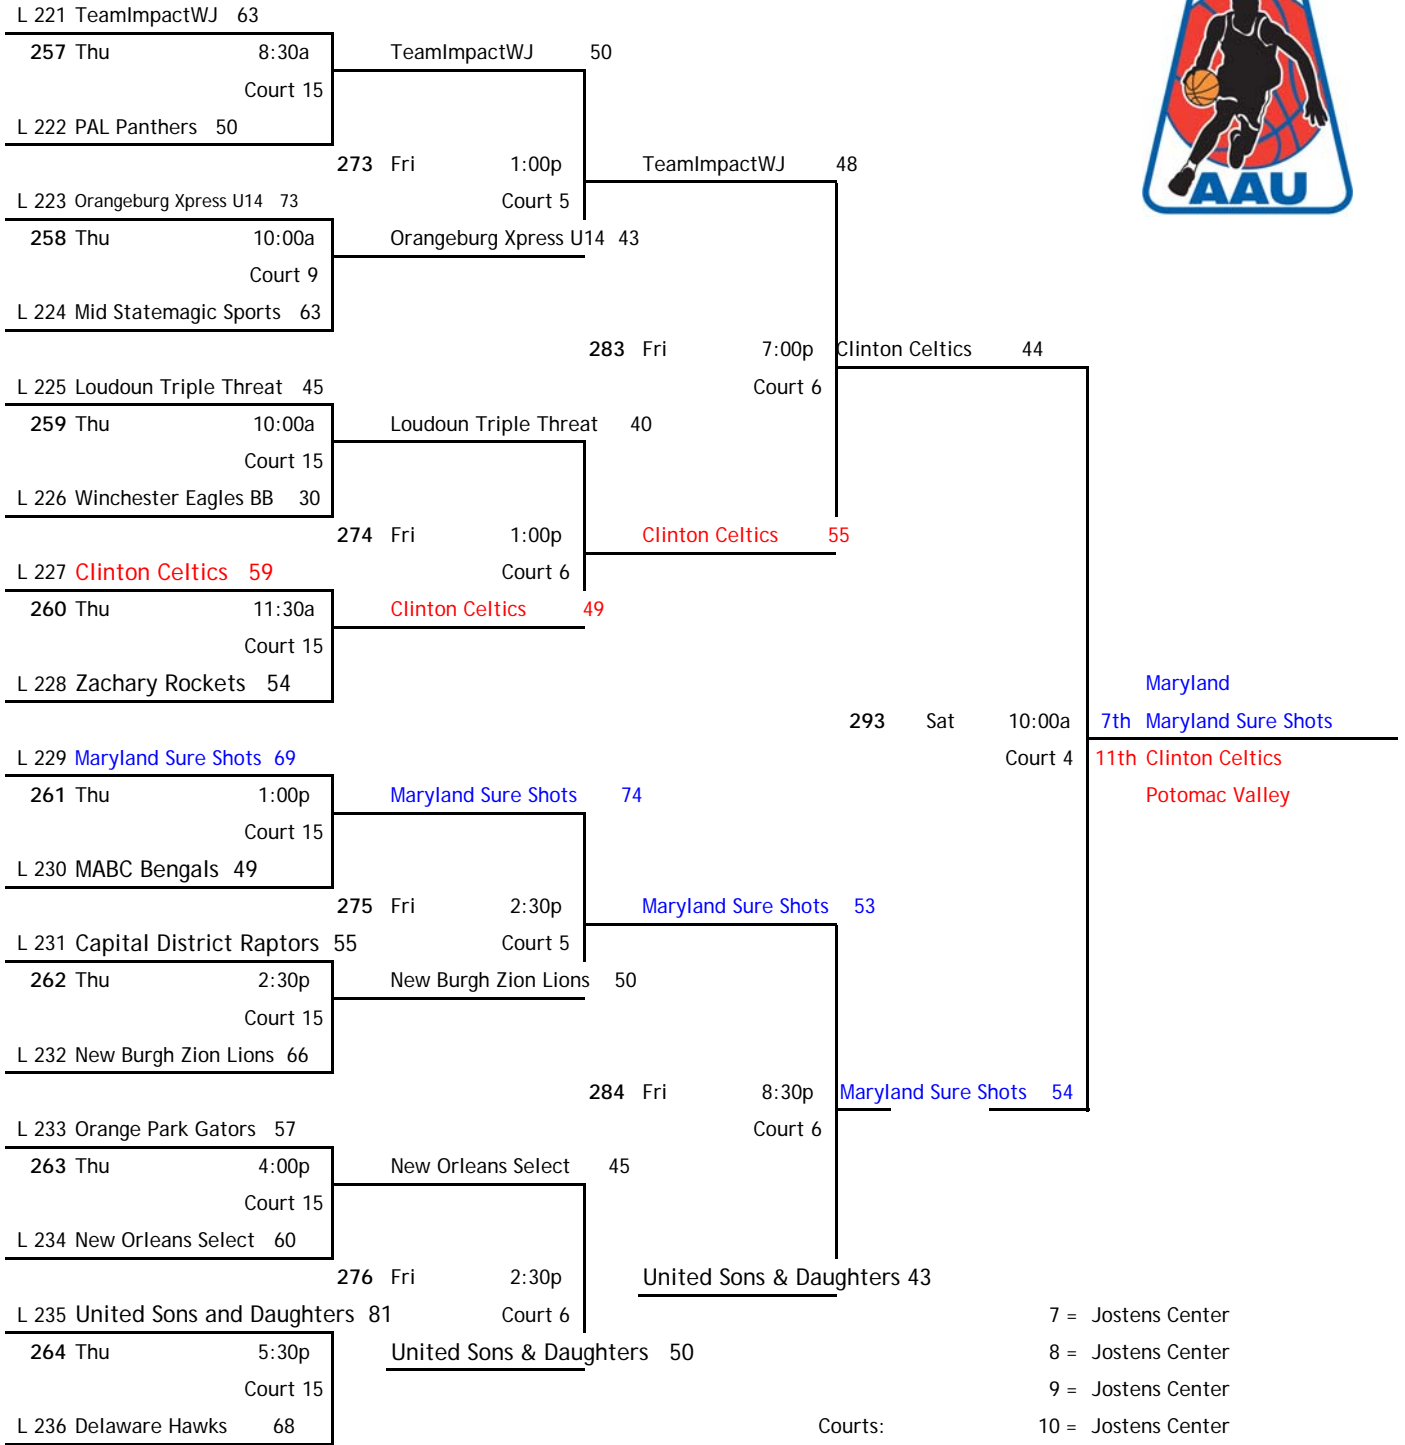 L 221 TeamImpactWJ 63
257 Thu 8:30a TeamImpactWJ 50
Court 15
L 222 PAL Panthers 50
273 Fri 1:00p TeamImpactWJ 48
AAU
L 223 Orangeburg Xpress U14 73 Court 5
258 Thu 10:00a Orangeburg Xpress U14 43
Court 9
L 224 Mid Statemagic Sports 63
283 Fri 7:00p Clinton Celtics 44
L 225 Loudoun Triple Threat 45 Court 6
259 Thu 10:00a Loudoun Triple Threat 40
Court 15
L 226 Winchester Eagles BB 30
274 Fri 1:00p Clinton Celtics 55
L 227 Clinton Celtics 59 Court 6
260 Thu 11:30a Clinton Celtics 49
Court 15
L 228 Zachary Rockets 54 Maryland
293 Sat 10:00a 7th Maryland Sure Shots
L 229 Maryland Sure Shots 69 Court 4 11th Clinton Celtics
261 Thu 1:00p Maryland Sure Shots 74 Potomac Valley
Court 15
L 230 MABC Bengals 49
275 Fri 2:30p Maryland Sure Shots 53
L 231 Capital District Raptors 55 Court 5
262 Thu 2:30p New Burgh Zion Lions 50
Court 15
L 232 New Burgh Zion Lions 66
284 Fri 8:30p Maryland Sure Shots 54
L 233 Orange Park Gators 57 Court 6
263 Thu 4:00p New Orleans Select 45
Court 15
L 234 New Orleans Select 60
276 Fri 2:30p United Sons & Daughters 43
L 235 United Sons and Daughters 81 Court 6 7 = Jostens Center
264 Thu 5:30p United Sons & Daughters 50 8 = Jostens Center
Court 15 9 = Jostens Center
L 236 Delaware Hawks 68 Courts: 10 = Jostens Center